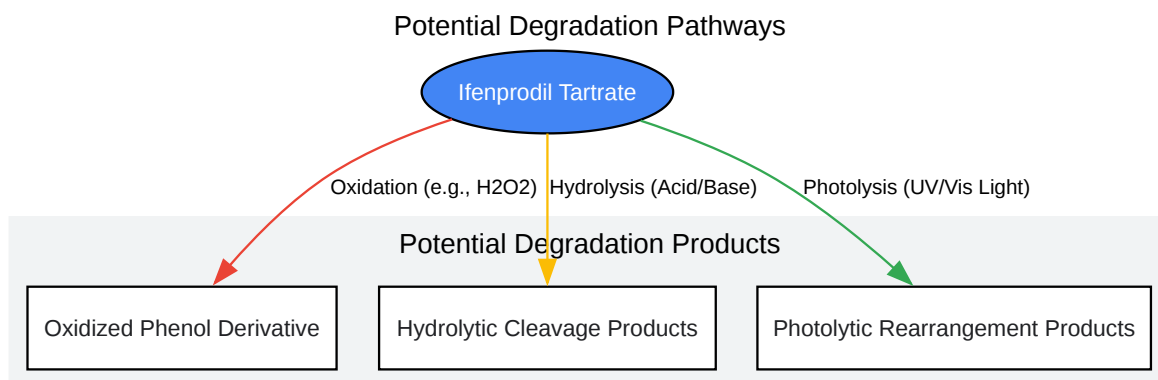 Potential Degradation Pathways
Ifenprodil Tartrate
Oxidation (e.g., H2O2)
Hydrolysis (Acid/Base)
Photolysis (UV/Vis Light)
Potential Degradation Products
Oxidized Phenol Derivative
Hydrolytic Cleavage Products
Photolytic Rearrangement Products